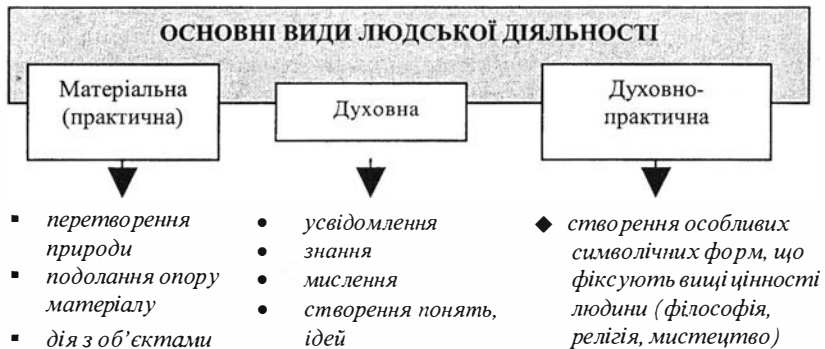 ОСНОВНІ ВИДИ ЛЮДСЬКОЇ ДІЯЛЬНОСТІ
Матеріальна
(практична)
Духовна
Духовно-
практична
▪ перетворення
природи
▪ подолання опору
матеріалу
▪ дія з об’єктами
• усвідомлення
• знання
• мислення
• створення понять,
ідей
◆ створення особливих
символічних форм, що
фіксують вищі цінності
людини (філософія,
релігія, мистецтво)